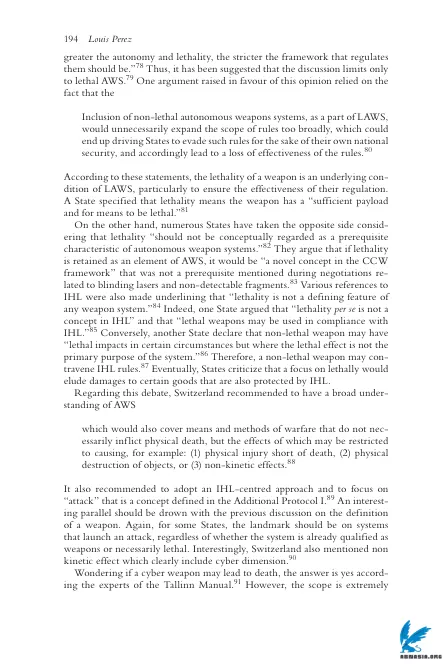 194 Louis Perez
greater the autonomy and lethality, the stricter the framework that regulates
them should be."78 Thus, it has been suggested that the discussion limits only
to lethal AWS.79 One argument raised in favour of this opinion relied on the
fact that the
Inclusion of non-lethal autonomous weapons systems, as a part of LAWS,
would unnecessarily expand the scope of rules too broadly, which could
end up driving States to evade such rules for the sake of their own national
security, and accordingly lead to a loss of effectiveness of the rules.80
According to these statements, the lethality of a weapon is an underlying con-
dition of LAWS, particularly to ensure the effectiveness of their regulation.
A State specified that lethality means the weapon has a "sufficient payload
and for means to be lethal."81
On the other hand, numerous States have taken the opposite side consid-
ering that lethality "should not be conceptually regarded as a prerequisite
characteristic of autonomous weapon systems."82 They argue that if lethality
is retained as an element of AWS, it would be "a novel concept in the CCW
framework" that was not a prerequisite mentioned during negotiations re-
lated to blinding lasers and non-detectable fragments.83 Various references to
IHL were also made underlining that "lethality is not a defining feature of
any weapon system."84 Indeed, one State argued that "lethality per se is not a
concept in IHL" and that "lethal weapons may be used in compliance with
IHL."85 Conversely, another State declare that non-lethal weapon may have
"lethal impacts in certain circumstances but where the lethal effect is not the
primary purpose of the system."86 Therefore, a non-lethal weapon may con-
travene IHL rules.87 Eventually, States criticize that a focus on lethally would
elude damages to certain goods that are also protected by IHL.
Regarding this debate, Switzerland recommended to have a broad under-
standing of AWS
which would also cover means and methods of warfare that do not nec-
essarily inflict physical death, but the effects of which may be restricted
to causing, for example: (1) physical injury short of death, (2) physical
destruction of objects, or (3) non-kinetic effects.88
It also recommended to adopt an IHL-centred approach and to focus on
"attack" that is a concept defined in the Additional Protocol I.89 An interest-
ing parallel should be drown with the previous discussion on the definition
of a weapon. Again, for some States, the landmark should be on systems
that launch an attack, regardless of whether the system is already qualified as
weapons or necessarily lethal. Interestingly, Switzerland also mentioned non
kinetic effect which clearly include cyber dimension.90
Wondering if a cyber weapon may lead to death, the answer is yes accord-
ing the experts of the Tallinn Manual.91 However, the scope is extremely